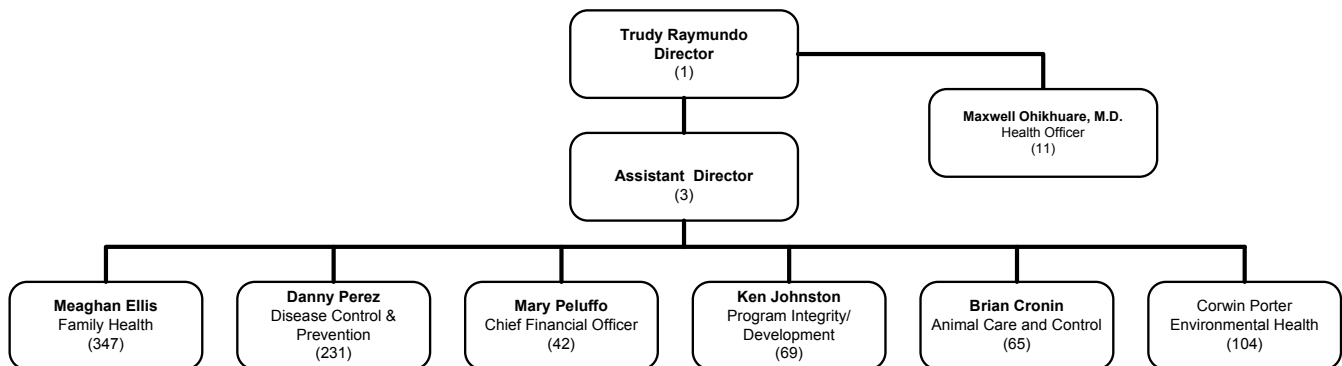 Trudy Raymundo
Director
(1)
Maxwell Ohikhuare, M.D.
Health Officer
(11)
Assistant Director
(3)
Meaghan Ellis
Family Health
(347)
Danny Perez
Disease Control &
Prevention
(231)
Mary Peluffo
Chief Financial Officer
(42)
Ken Johnston
Program Integrity/
Development
(69)
Brian Cronin
Animal Care and Control
(65)
Corwin Porter
Environmental Health
(104)